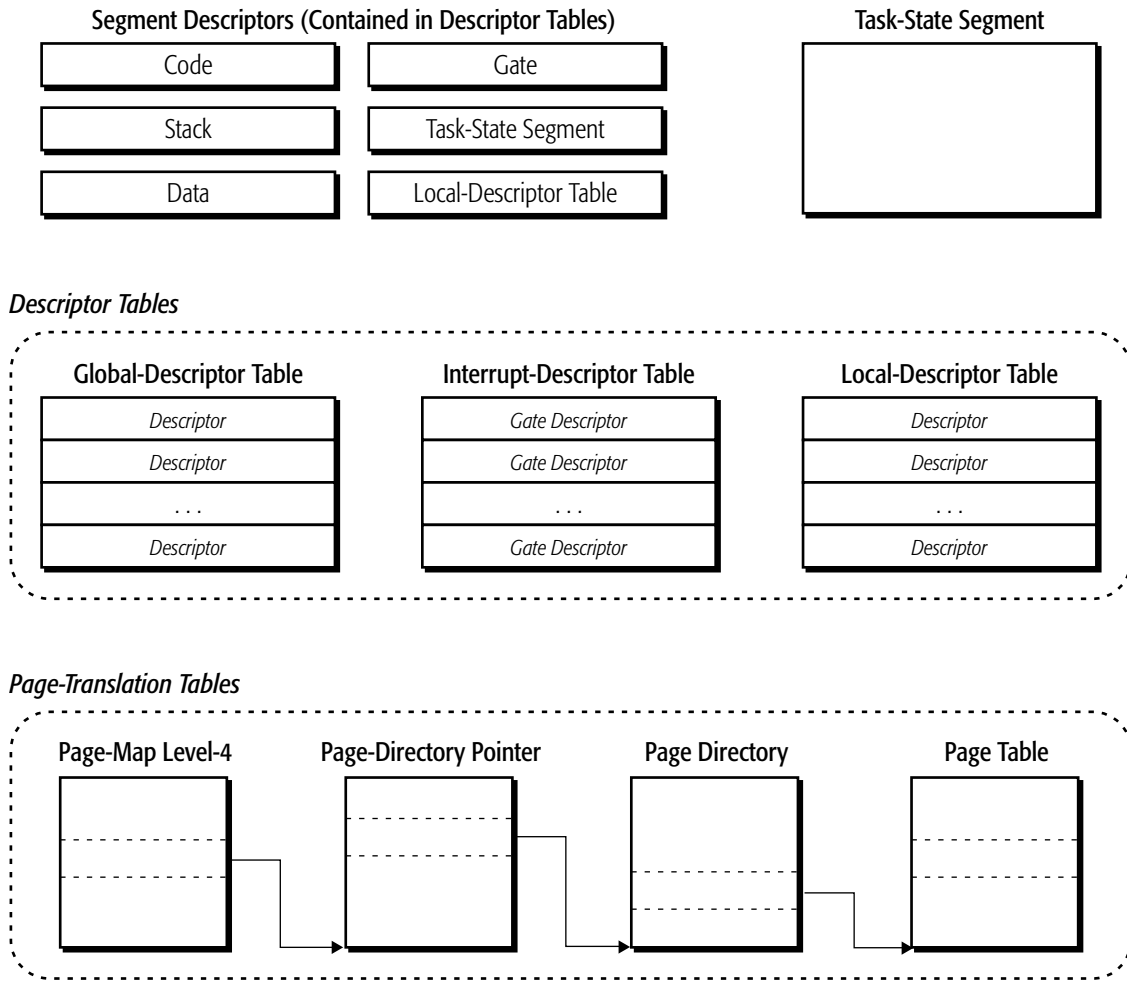 Segment Descriptors (Contained in Descriptor Tables)
Task-State Segment
Code
Gate
Stack
Task-State Segment
Data
Local-Descriptor Table
Descriptor Tables
Global-Descriptor Table
Interrupt-Descriptor Table
Local-Descriptor Table
Descriptor
Gate Descriptor
Descriptor
Descriptor
Gate Descriptor
Descriptor
. . .
. . .
. . .
Descriptor
Gate Descriptor
Descriptor
Page-Translation Tables
Page-Map Level-4
Page-Directory Pointer
Page Directory
Page Table